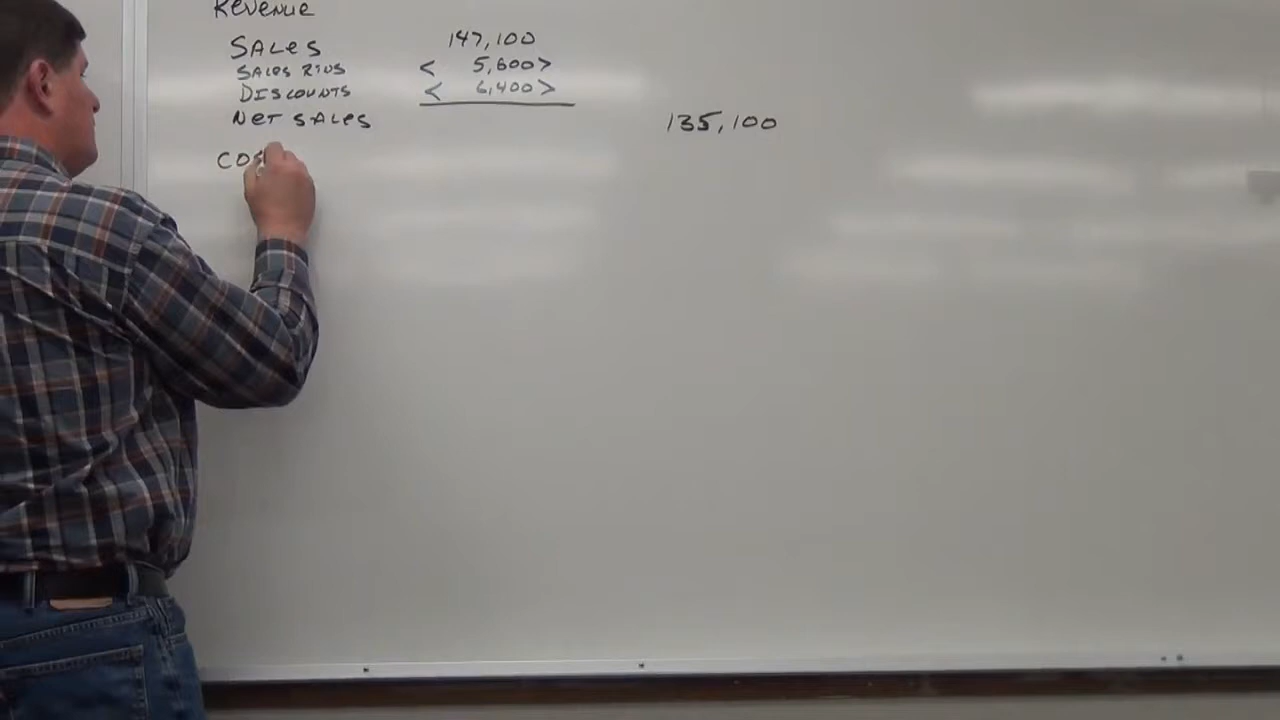 Revenue
SALES 147,100
SALES RTNS < 5,600>
DISCOUNTS < 6,400>
NET SALES 135,100
COS